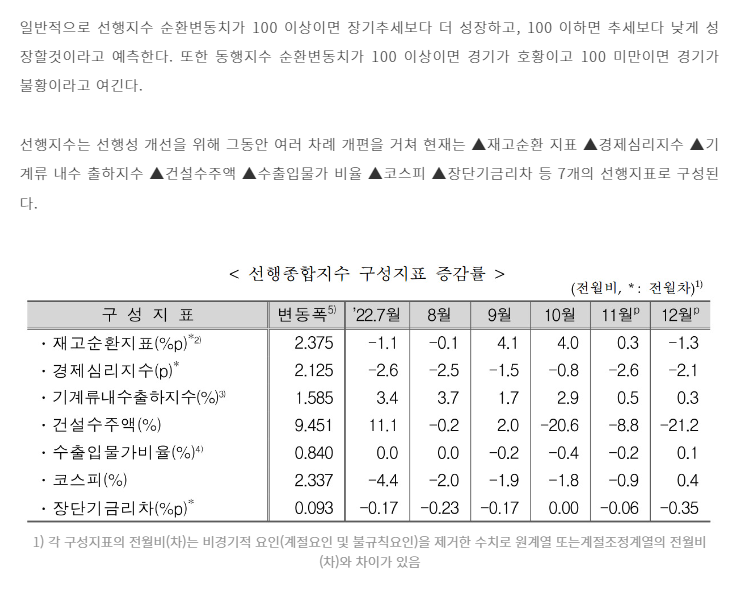 일반적으로 선행지수 순환변동치가 100 이상이면 장기추세보다 더 성장하고, 100 이하면 추세보다 낮게 성
장할것이라고 예측한다. 또한 동행지수 순환변동치가 100 이상이면 경기가 호황이고 100 미만이면 경기가
불황이라고 여긴다.
선행지수는 선행성 개선을 위해 그동안 여러 차례 개편을 거쳐 현재는 ▲재고순환 지표 ▲경제심리지수 ▲기
계류 내수 출하지수 ▲건설수주액 ▲수출입물가 비율 ▲코스피 ▲장단기금리차 등 7개의 선행지표로 구성된
다.
< 선행종합지수 구성지표 증감률 >
(전월비, * : 전월차)1)
구 성 지 표 변동폭5) '22.7월 8월 9월 10월 11월p 12월p
· 재고순환지표(%p)*2) 2.375 -1.1 -0.1 4.1 4.0 0.3 -1.3
· 경제심리지수(p)* 2.125 -2.6 -2.5 -1.5 -0.8 -2.6 -2.1
· 기계류내수출하지수(%)3) 1.585 3.4 3.7 1.7 2.9 0.5 0.3
· 건설수주액(%) 9.451 11.1 -0.2 2.0 -20.6 -8.8 -21.2
· 수출입물가비율(%)4) 0.840 0.0 0.0 -0.2 -0.4 -0.2 0.1
· 코스피(%) 2.337 -4.4 -2.0 -1.9 -1.8 -0.9 0.4
· 장단기금리차(%p)* 0.093 -0.17 -0.23 -0.17 0.00 -0.06 -0.35
1) 각 구성지표의 전월비(차)는 비경기적 요인(계절요인 및 불규칙요인)을 제거한 수치로 원계열 또는계절조정계열의 전월비
(차)와 차이가 있음